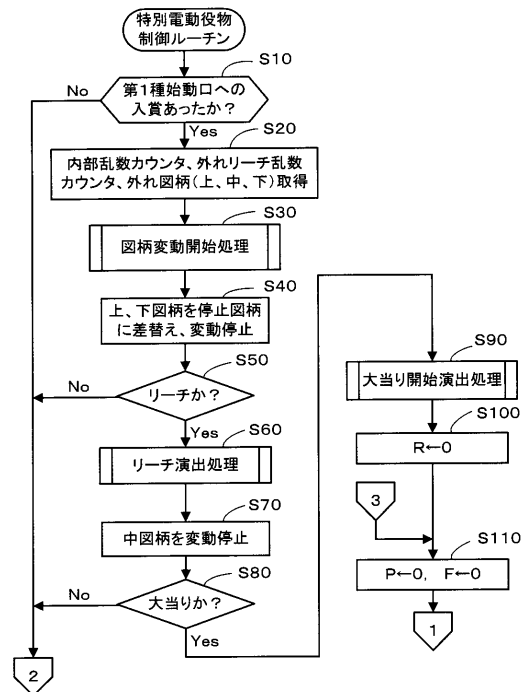 特別電動役物
制御ルーチン
S10
第1種始動口への
入賞あったか?
No
Yes
S20
内部乱数カウンタ、外れリーチ乱数
カウンタ、外れ図柄(上、中、下)取得
S30
図柄変動開始処理
S40
上、下図柄を停止図柄
に差替え、変動停止
S50
リーチか?
No
Yes
S60
リーチ演出処理
S70
中図柄を変動停止
S80
大当りか?
No
Yes
2
S90
大当り開始演出処理
S100
R←0
3
S110
P←0, F←0
1